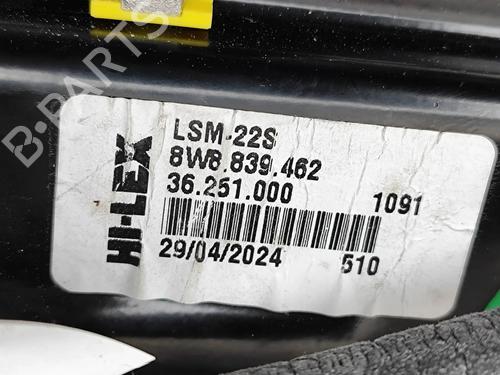 B-PARTS
HI-LEX
LSM-22S
8W8.839.462
36.251.000 1091
29/04/2024 510